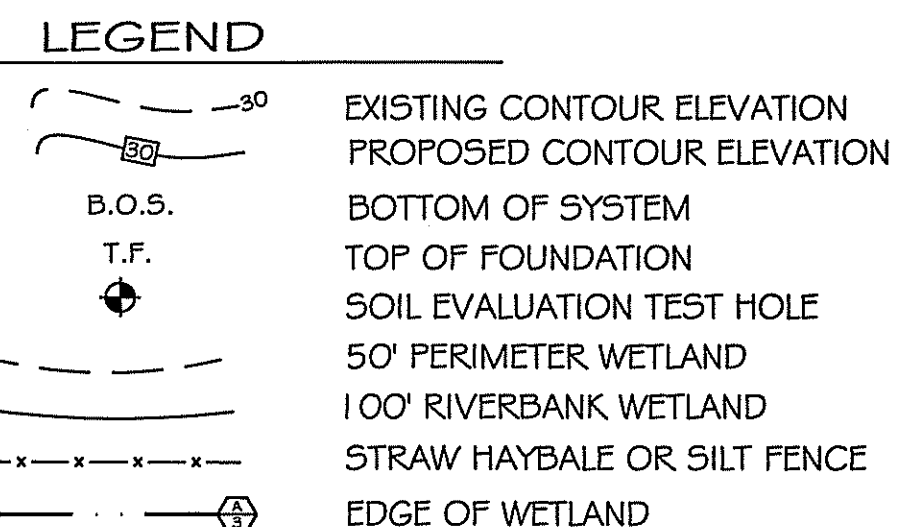 LEGEND
30 EXISTING CONTOUR ELEVATION
30 PROPOSED CONTOUR ELEVATION
B.O.S. BOTTOM OF SYSTEM
T.F. TOP OF FOUNDATION
SOIL EVALUATION TEST HOLE
50' PERIMETER WETLAND
100' RIVERBANK WETLAND
x x x x STRAW HAYBALE OR SILT FENCE
A
3
EDGE OF WETLAND